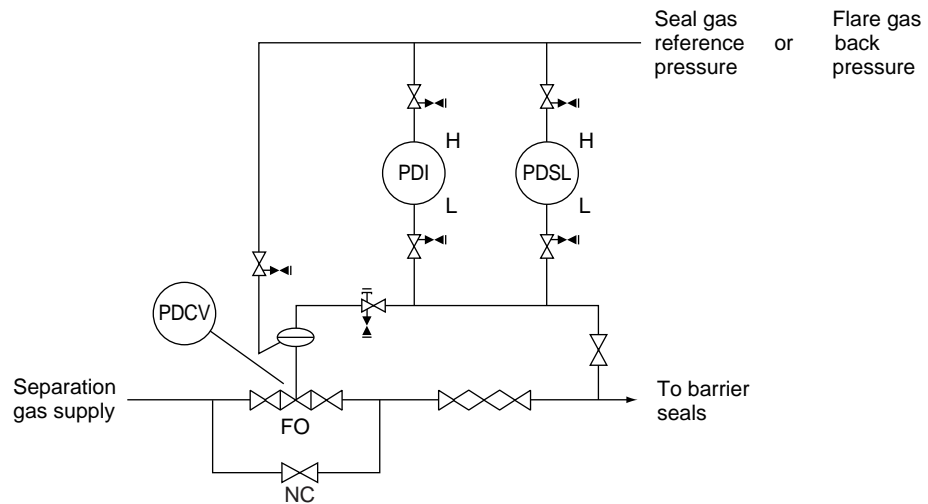 Seal gas
reference or
pressure
Flare gas
back
pressure
H
H
PDI
PDSL
L
L
PDCV
Separation
gas supply
FO
To barrier
seals
NC